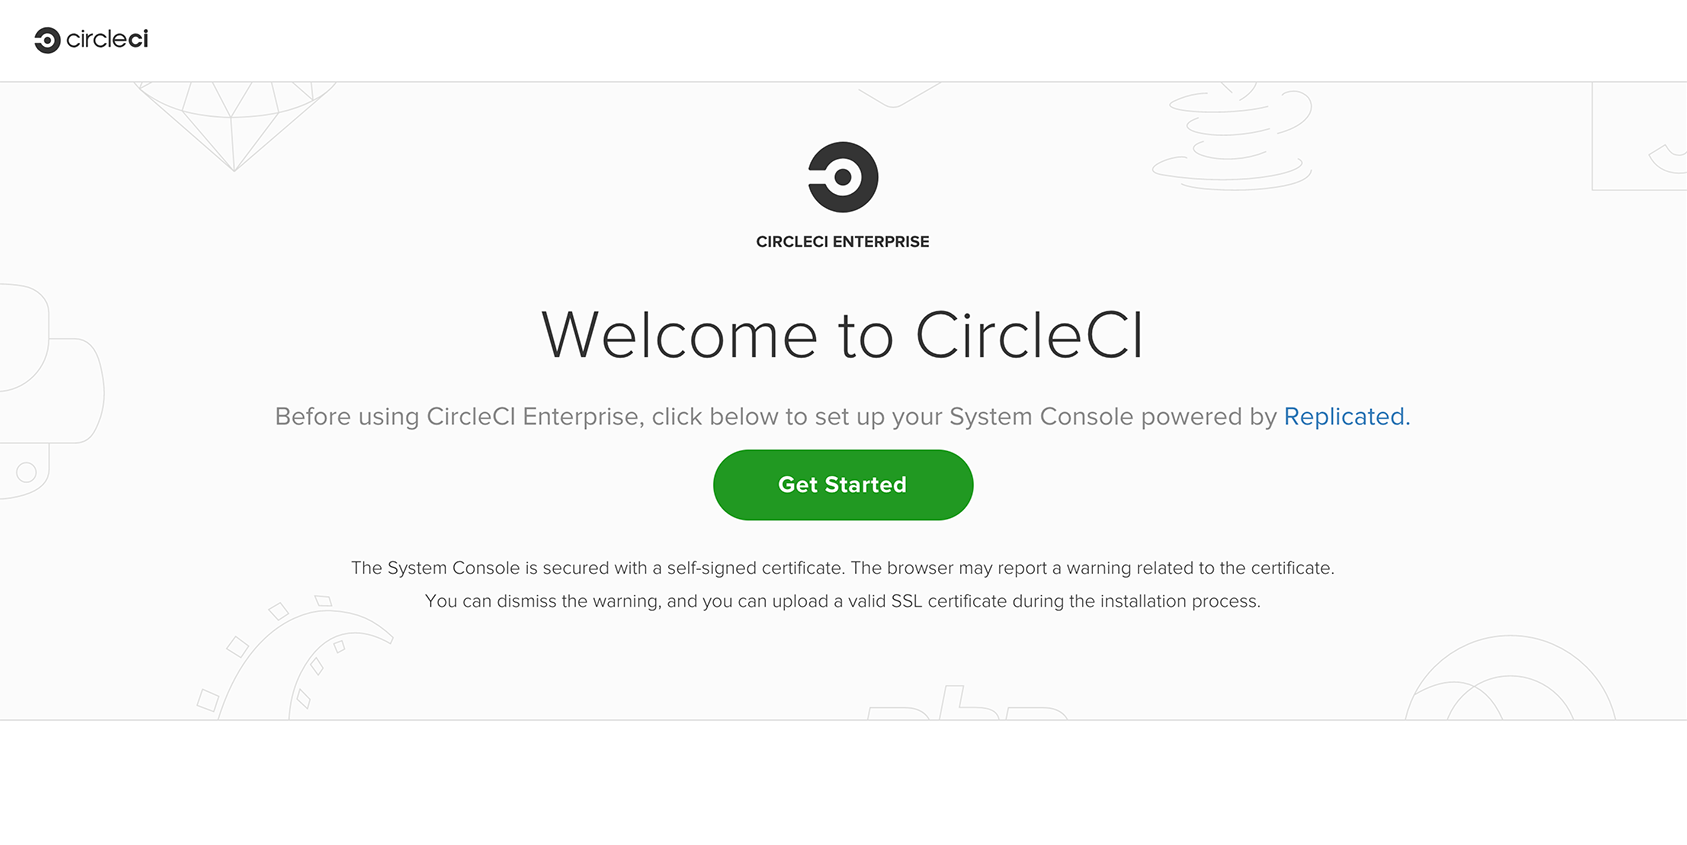 circleci
CIRCLECI ENTERPRISE
Welcome to CircleCI
Before using CircleCI Enterprise, click below to set up your System Console powered by Replicated.
Get Started
The System Console is secured with a self-signed certificate. The browser may report a warning related to the certificate.
You can dismiss the warning, and you can upload a valid SSL certificate during the installation process.
php